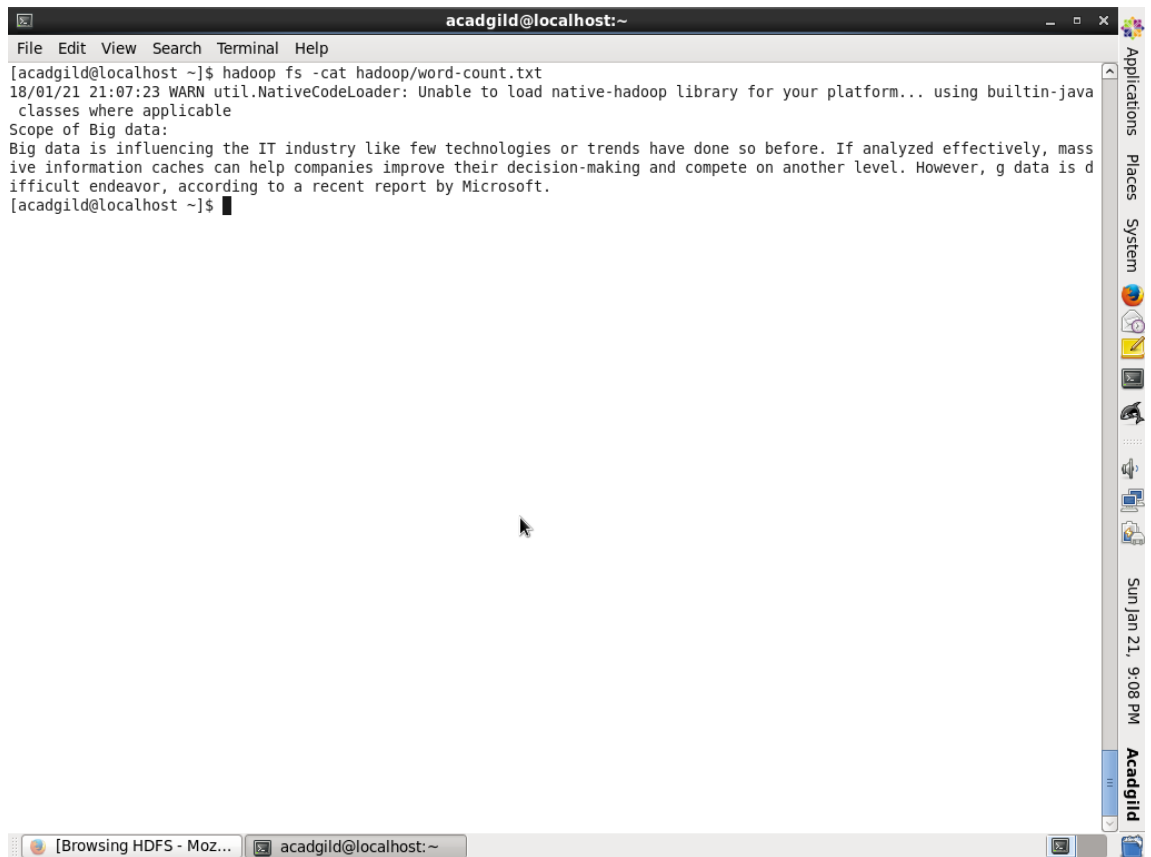 acadgild@localhost:~
File Edit View Search Terminal Help
[acadgild@localhost ~]$ hadoop fs -cat hadoop/word-count.txt
18/01/21 21:07:23 WARN util.NativeCodeLoader: Unable to load native-hadoop library for your platform... using builtin-java
 classes where applicable
Scope of Big data:
Big data is influencing the IT industry like few technologies or trends have done so before. If analyzed effectively, mass
ive information caches can help companies improve their decision-making and compete on another level. However, g data is d
ifficult endeavor, according to a recent report by Microsoft.
[acadgild@localhost ~]$
Applications Places System
Sun Jan 21, 9:08 PM
Acadgild
[Browsing HDFS - Moz...
acadgild@localhost:~